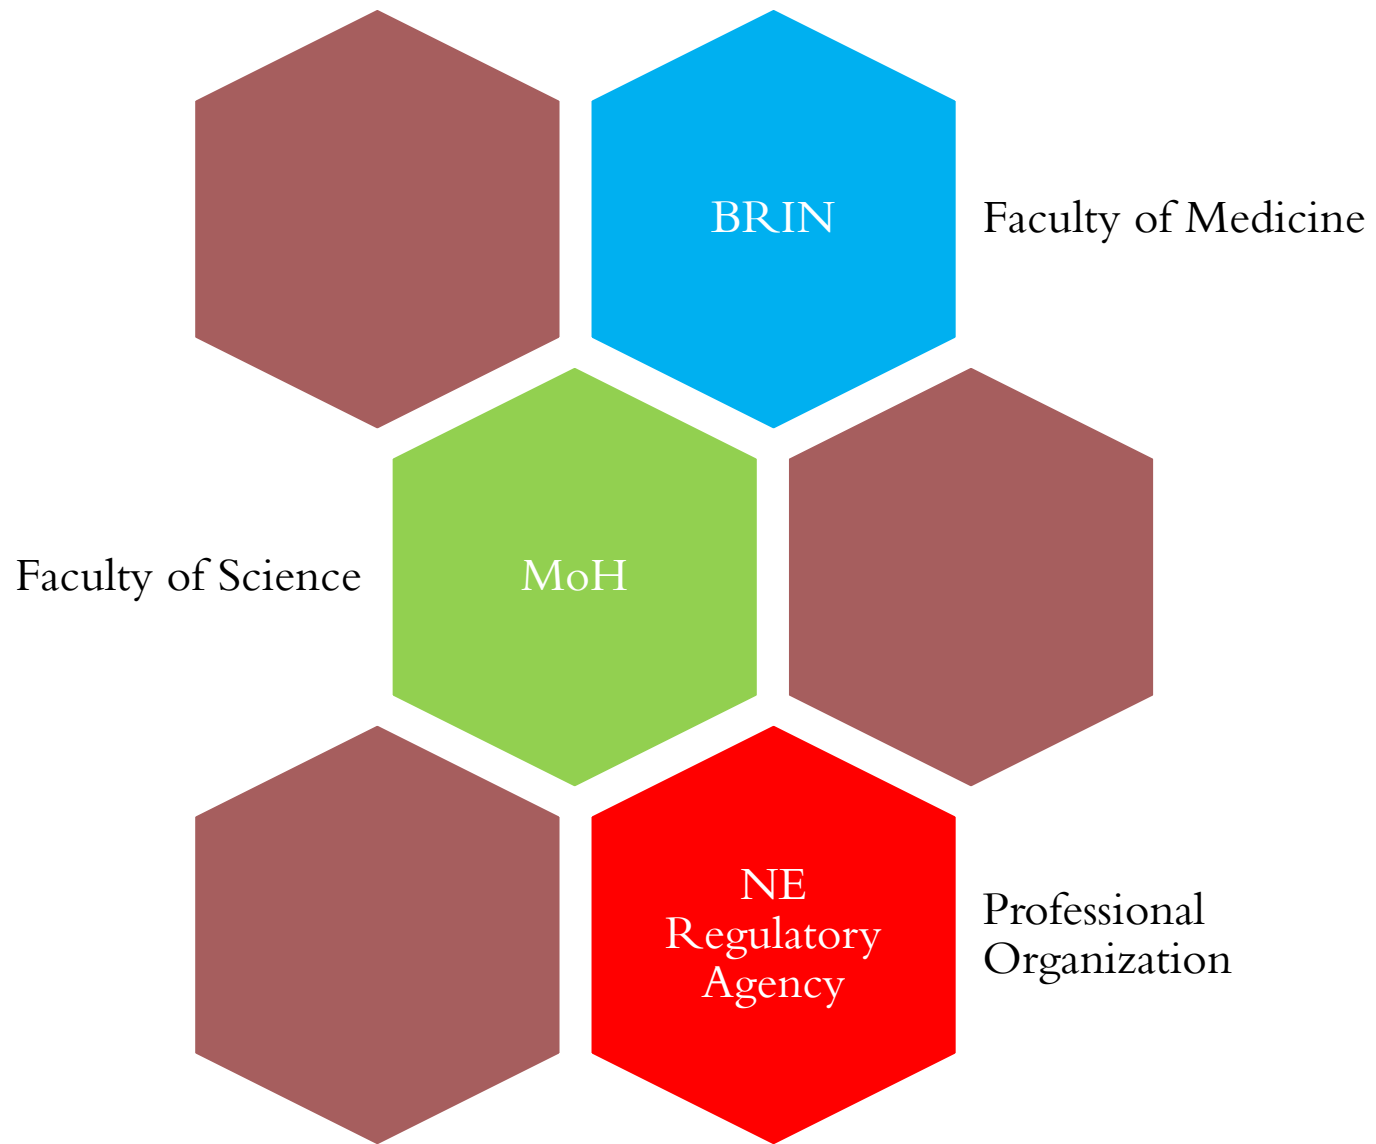 BRIN
Faculty of Medicine
Faculty of Science
MoH
NE
Regulatory
Agency
Professional
Organization